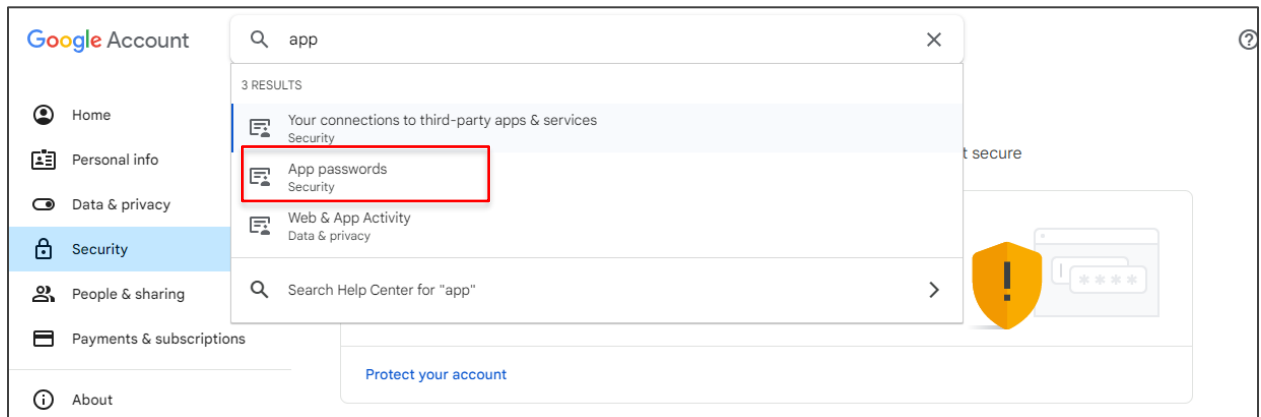 Google Account
app
3 RESULTS
Your connections to third-party apps & services
Security
App passwords
Security
Web & App Activity
Data & privacy
Search Help Center for "app"
Home
Personal info
Data & privacy
Security
People & sharing
Payments & subscriptions
About
t secure
* * * *
Protect your account